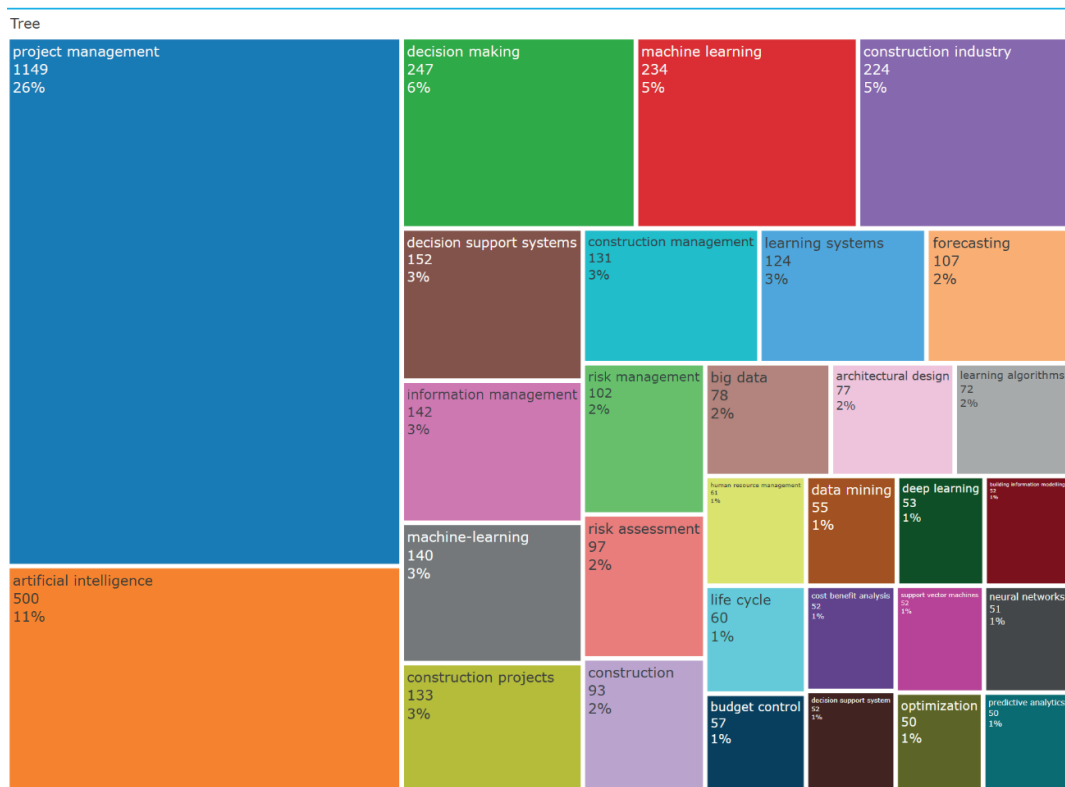 Tree
project management
1149
26%
artificial intelligence
500
11%
decision making
247
6%
machine learning
234
5%
construction industry
224
5%
decision support systems
152
3%
information management
142
3%
machine-learning
140
3%
construction projects
133
3%
construction management
131
3%
learning systems
124
3%
forecasting
107
2%
risk management
102
2%
risk assessment
97
2%
construction
93
2%
big data
78
2%
architectural design
77
2%
learning algorithms
72
2%
human resource management
61
1%
life cycle
60
1%
budget control
57
1%
data mining
55
1%
deep learning
53
1%
building information modelling
52
1%
cost benefit analysis
52
1%
support vector machines
52
1%
neural networks
51
1%
decision support system
52
1%
optimization
50
1%
predictive analytics
50
1%